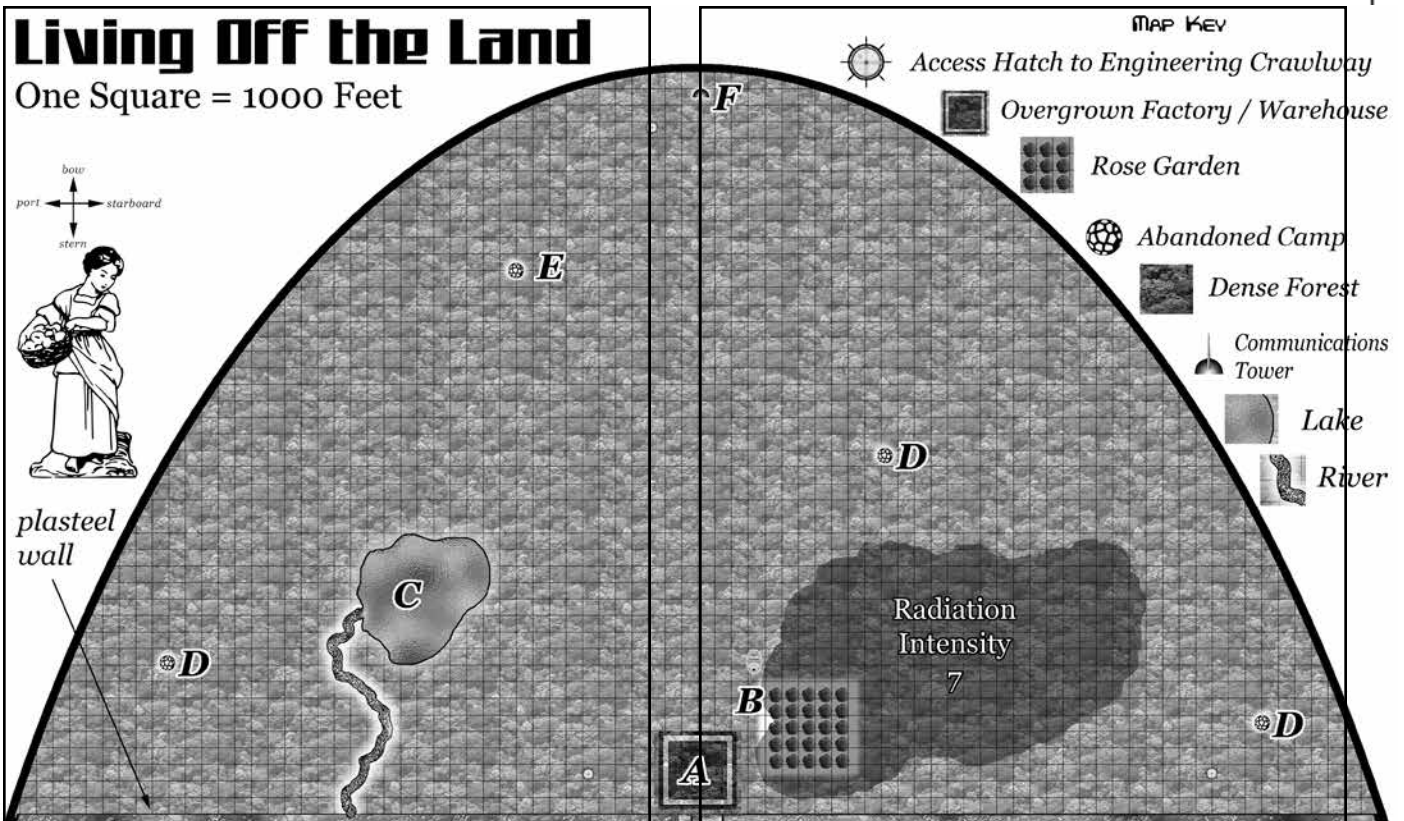 Living Off the Land
One Square = 1000 Feet
Map Key
Access Hatch to Engineering Crawlway
Overgrown Factory / Warehouse
Rose Garden
Abandoned Camp
Dense Forest
Communications
Tower
Lake
River
bow
port
starboard
stern
plasteel
wall
F
E
D
C
D
Radiation
Intensity
7
B
D
A